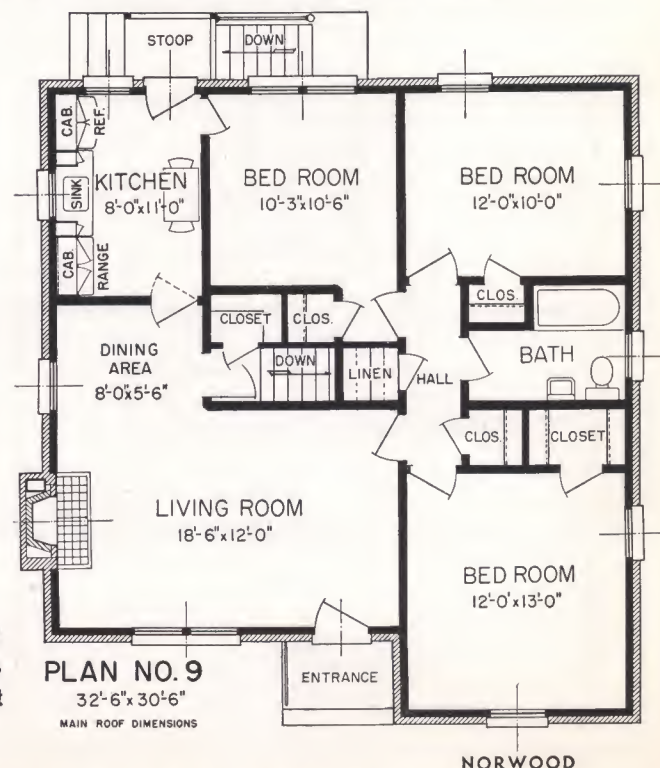 STOOP
DOWN
CAB.
REF.
SINK
KITCHEN
8'-0"x11'-0"
CAB.
RANGE
BED ROOM
10'-3"x10'-6"
BED ROOM
12'-0"x10'-0"
CLOSET
CLOS.
CLOS.
DINING
AREA
8'-0"x5'-6"
DOWN
LINEN
HALL
BATH
CLOS.
CLOSET
LIVING ROOM
18'-6"x12'-0"
BED ROOM
12'-0"x13'-0"
ENTRANCE
PLAN NO. 9
32'-6"x30'-6"
MAIN ROOF DIMENSIONS
NORWOOD